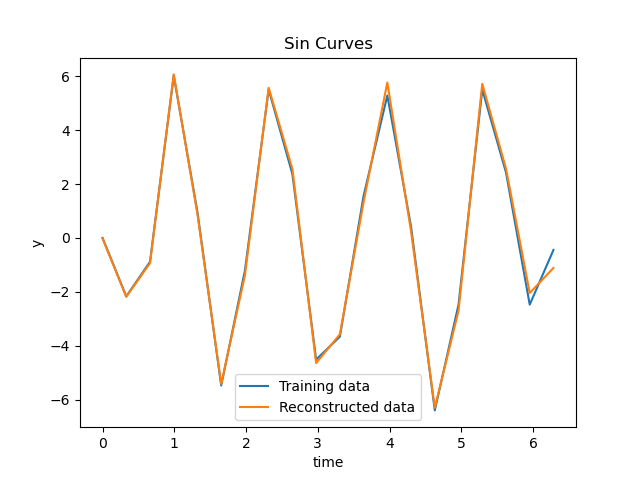 Sin Curves
6
4
2
0
−2
−4
−6
y
0 1 2 3 4 5 6
time
Training data
Reconstructed data